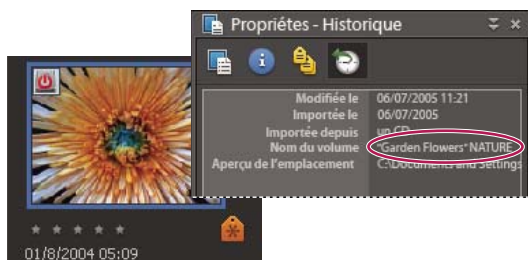 Propriétes - Historique
Modifiée le 06/07/2005 11:21
Importée le 06/07/2005
Importée depuis un CD
Nom du volume "Garden Flowers" NATURE
Aperçu de l'emplacement C:\Documents and Settings
01/8/2004 05:09